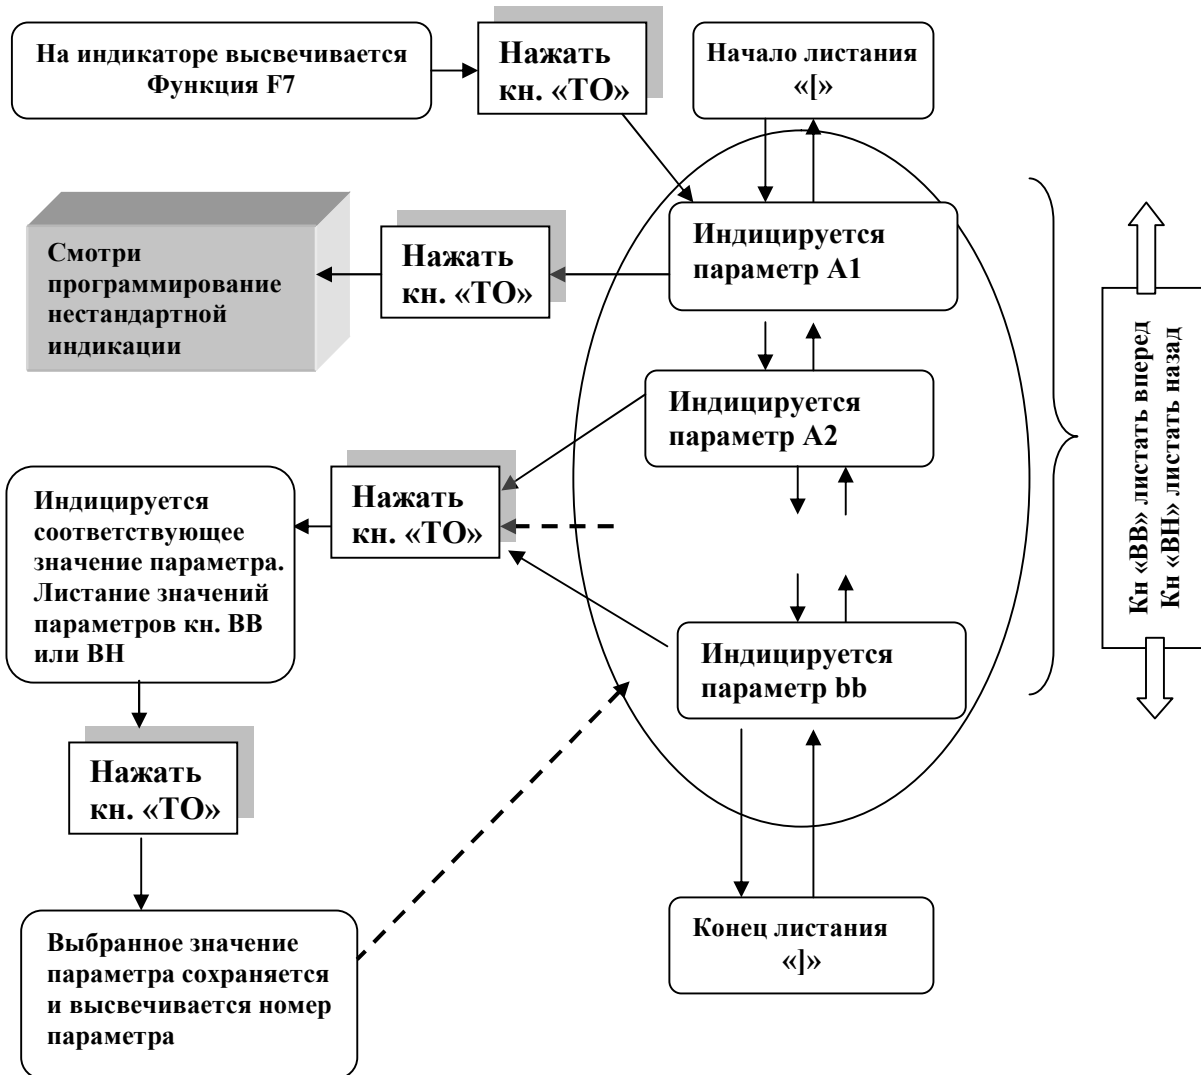 На индикаторе высвечивается
Функция F7
Нажать
кн. «ТО»
Начало листания
«[»
Смотри
программирование
нестандартной
индикации
Нажать
кн. «ТО»
Индицируется
параметр А1
Индицируется
параметр А2
Кн «ВВ» листать вперед
Кн «ВН» листать назад
Индицируется
соответствующее
значение параметра.
Листание значений
параметров кн. ВВ
или ВН
Нажать
кн. «ТО»
Индицируется
параметр bb
Нажать
кн. «ТО»
Выбранное значение
параметра сохраняется
и высвечивается номер
параметра
Конец листания
«]»